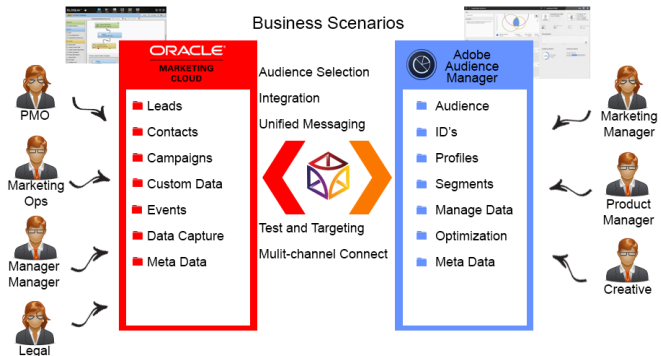 Business Scenarios
ORACLE®
MARKETING
CLOUD
Leads
Contacts
Campaigns
Custom Data
Events
Data Capture
Meta Data
Audience Selection
Integration
Unified Messaging
Test and Targeting
Mulit-channel Connect
Adobe
Audience
Manager
Audience
ID's
Profiles
Segments
Manage Data
Optimization
Meta Data
PMO
Marketing
Ops
Manager
Manager
Legal
Marketing
Manager
Product
Manager
Creative